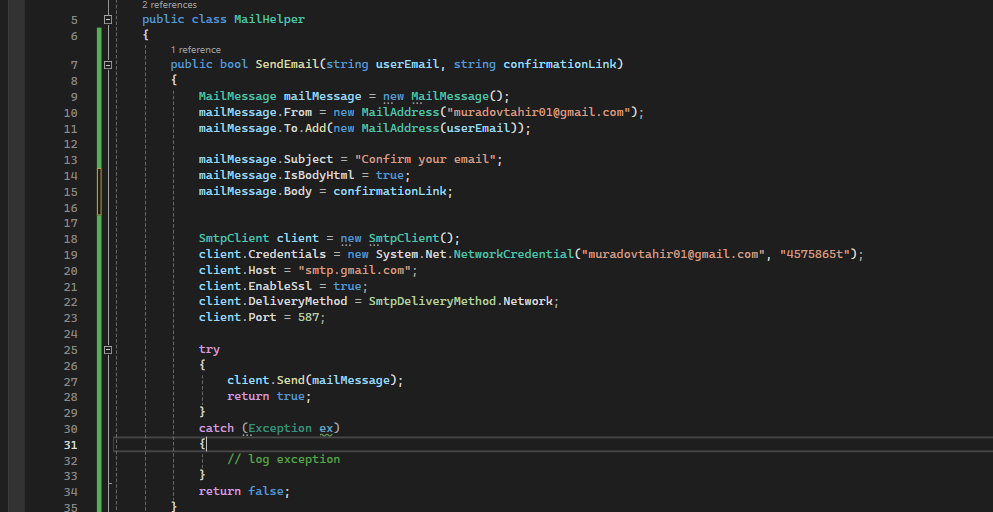 2 references
5 public class MailHelper
6 {
1 reference
7 public bool SendEmail(string userEmail, string confirmationLink)
8 {
9 MailMessage mailMessage = new MailMessage();
10 mailMessage.From = new MailAddress("muradovtahir01@gmail.com");
11 mailMessage.To.Add(new MailAddress(userEmail));
12
13 mailMessage.Subject = "Confirm your email";
14 mailMessage.IsBodyHtml = true;
15 mailMessage.Body = confirmationLink;
16
17
18 SmtpClient client = new SmtpClient();
19 client.Credentials = new System.Net.NetworkCredential("muradovtahir01@gmail.com", "4575865t");
20 client.Host = "smtp.gmail.com";
21 client.EnableSsl = true;
22 client.DeliveryMethod = SmtpDeliveryMethod.Network;
23 client.Port = 587;
24
25 try
26 {
27 client.Send(mailMessage);
28 return true;
29 }
30 catch (Exception ex)
31 {
32 // log exception
33 }
34 return false;
35 }